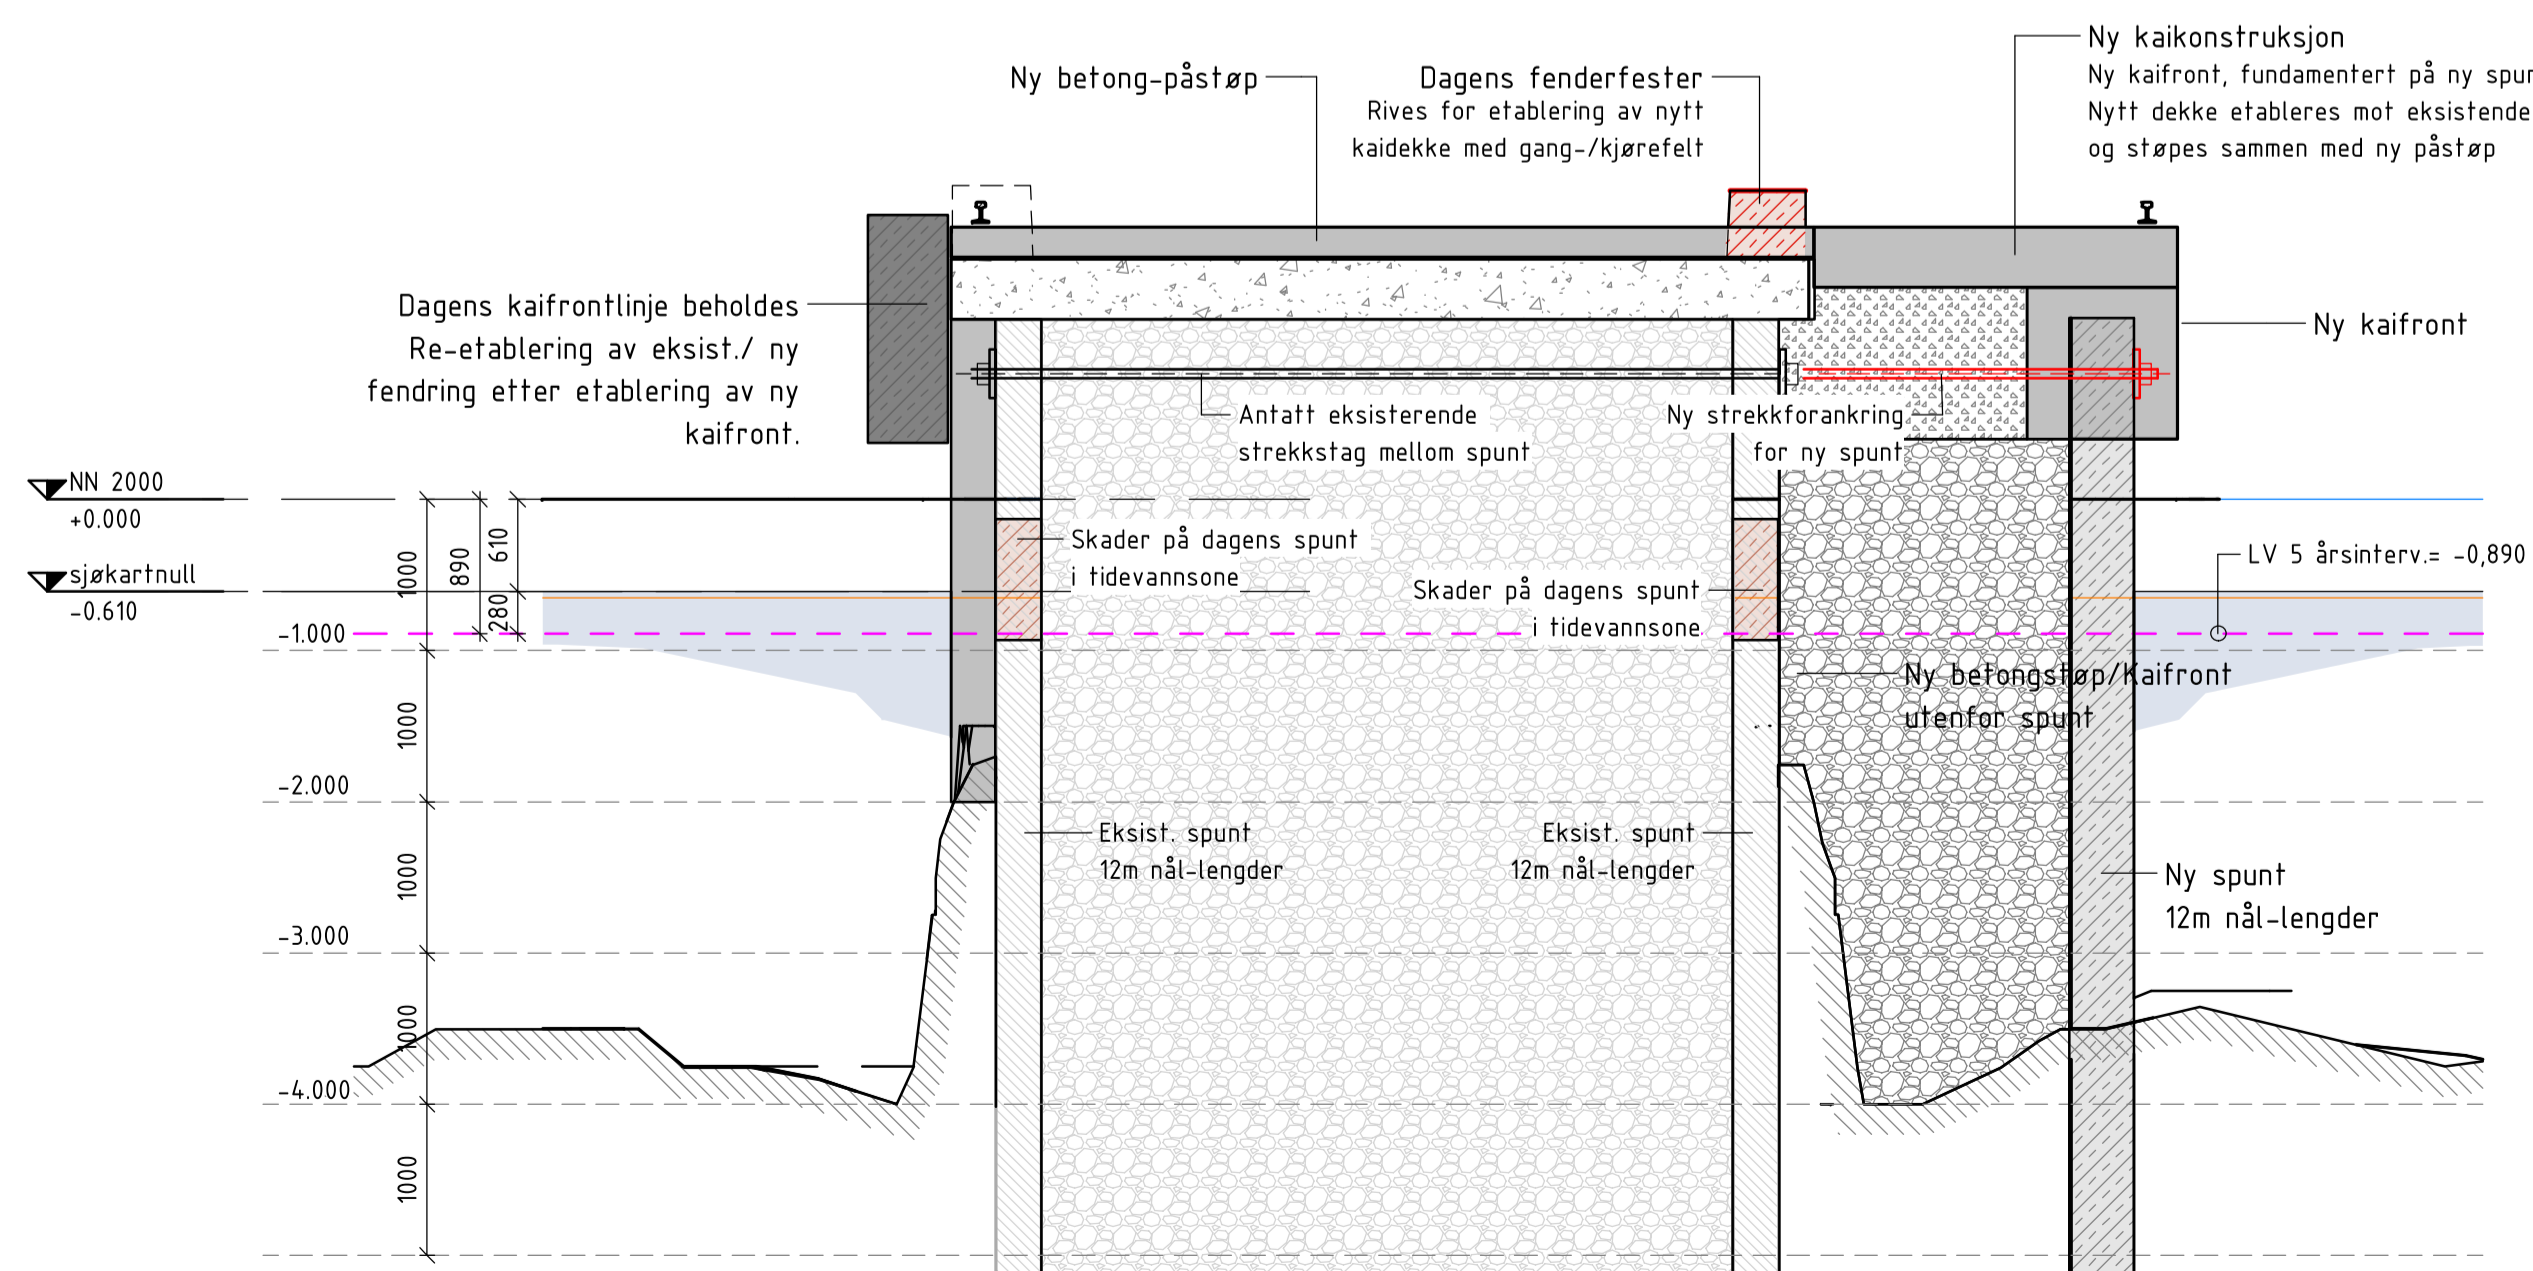 Ny betong-påstøp
Dagens fenderfester
Rives for etablering av nytt
kaidekke med gang-/kjørefelt
Ny kaikonstruksjon
Ny kaifront, fundamentert på ny
Nytt dekke etableres mot eksistende
og støpes sammen med ny påstøp
Dagens kaifrontlinje beholdes
Re-etablering av eksist./ ny
fendring etter etablering av ny
kaifront.
Ny kaifront
Antatt eksisterende
strekkstag mellom spunt
Ny strekkforankring
for ny spunt
NN 2000
+0.000
sjøkartnull
-0.610
1000
890
610
280
Skader på dagens spunt
i tidevannsone
Skader på dagens spunt
i tidevannsone
LV 5 årsinterv.= -0,890
-1.000
Ny betongstøp/Kaifront
utenfor spunt
1000
-2.000
Eksist. spunt
12m nål-lengder
Eksist. spunt
12m nål-lengder
1000
Ny spunt
12m nål-lengder
-3.000
1000
-4.000
1000